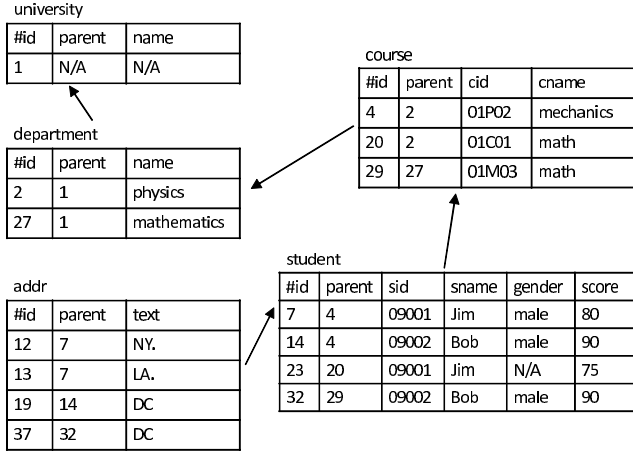 university
#id parent name
1 N/A N/A
department
#id parent name
2 1 physics
27 1 mathematics
course
#id parent cid cname
4 2 01P02 mechanics
20 2 01C01 math
29 27 01M03 math
addr
#id parent text
12 7 NY.
13 7 LA.
19 14 DC
37 32 DC
student
#id parent sid sname gender score
7 4 09001 Jim male 80
14 4 09002 Bob male 90
23 20 09001 Jim N/A 75
32 29 09002 Bob male 90